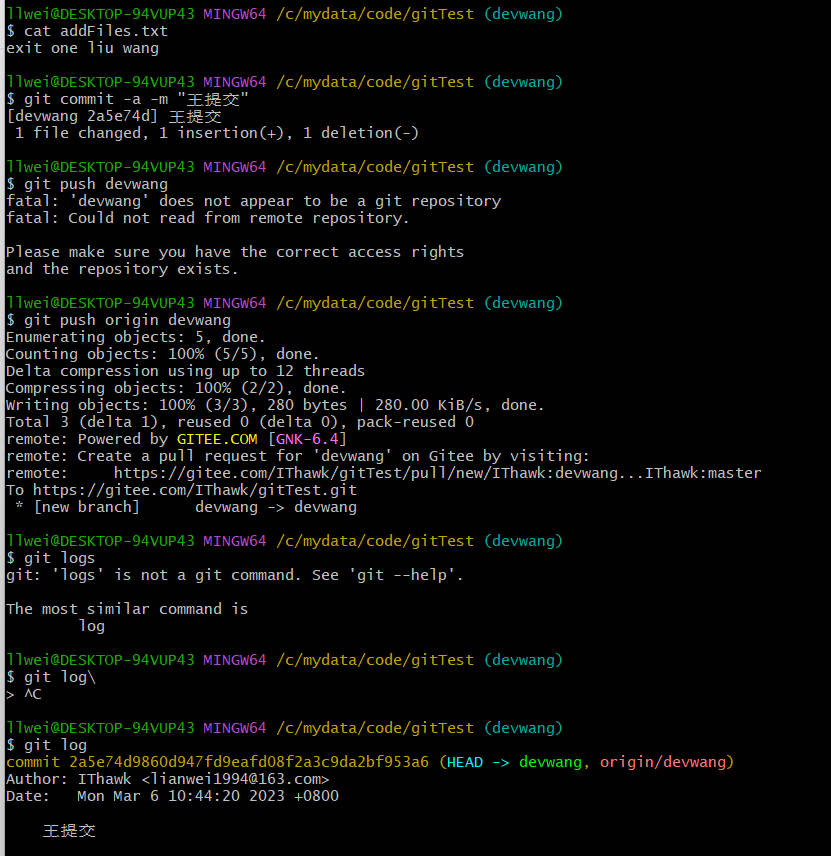 llwei@DESKTOP-94VUP43 MINGW64 /c/mydata/code/gitTest (devwang)
$ cat addFiles.txt
exit one liu wang
llwei@DESKTOP-94VUP43 MINGW64 /c/mydata/code/gitTest (devwang)
$ git commit -a -m "王提交"
[devwang 2a5e74d] 王提交
 1 file changed, 1 insertion(+), 1 deletion(-)
llwei@DESKTOP-94VUP43 MINGW64 /c/mydata/code/gitTest (devwang)
$ git push devwang
fatal: 'devwang' does not appear to be a git repository
fatal: Could not read from remote repository.
Please make sure you have the correct access rights
and the repository exists.
llwei@DESKTOP-94VUP43 MINGW64 /c/mydata/code/gitTest (devwang)
$ git push origin devwang
Enumerating objects: 5, done.
Counting objects: 100% (5/5), done.
Delta compression using up to 12 threads
Compressing objects: 100% (2/2), done.
Writing objects: 100% (3/3), 280 bytes | 280.00 KiB/s, done.
Total 3 (delta 1), reused 0 (delta 0), pack-reused 0
remote: Powered by GITEE.COM [GNK-6.4]
remote: Create a pull request for 'devwang' on Gitee by visiting:
remote:     https://gitee.com/IThawk/gitTest/pull/new/IThawk:devwang...IThawk:master
To https://gitee.com/IThawk/gitTest.git
 * [new branch]      devwang -> devwang
llwei@DESKTOP-94VUP43 MINGW64 /c/mydata/code/gitTest (devwang)
$ git logs
git: 'logs' is not a git command. See 'git --help'.
The most similar command is
        log
llwei@DESKTOP-94VUP43 MINGW64 /c/mydata/code/gitTest (devwang)
$ git log\
> ^C
llwei@DESKTOP-94VUP43 MINGW64 /c/mydata/code/gitTest (devwang)
$ git log
commit 2a5e74d9860d947fd9eafd08f2a3c9da2bf953a6 (HEAD -> devwang, origin/devwang)
Author: IThawk <lianwei1994@163.com>
Date:   Mon Mar 6 10:44:20 2023 +0800
    王提交